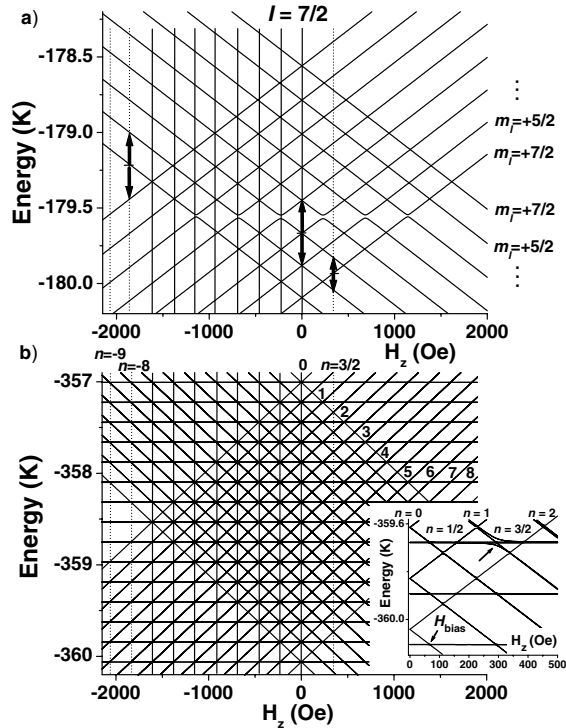 a)
I = 7/2
-178.5
-179.0
-179.5
-180.0
Energy (K)
m_I=+5/2
m_I=+7/2
m_I=+7/2
m_I=+5/2
-2000 -1000 0 1000 2000
H_z (Oe)
b)
n=-9
n=-8
0
n=3/2
1
2
3
4
5 6 7 8
-357
-358
-359
-360
Energy (K)
-2000 -1000 0 1000 2000
H_z (Oe)
n = 0 n = 1 n = 2
n = 1/2 n = 3/2
-359.6
-360.0
Energy (K)
H_bias
H_z (Oe)
0 100 200 300 400 500